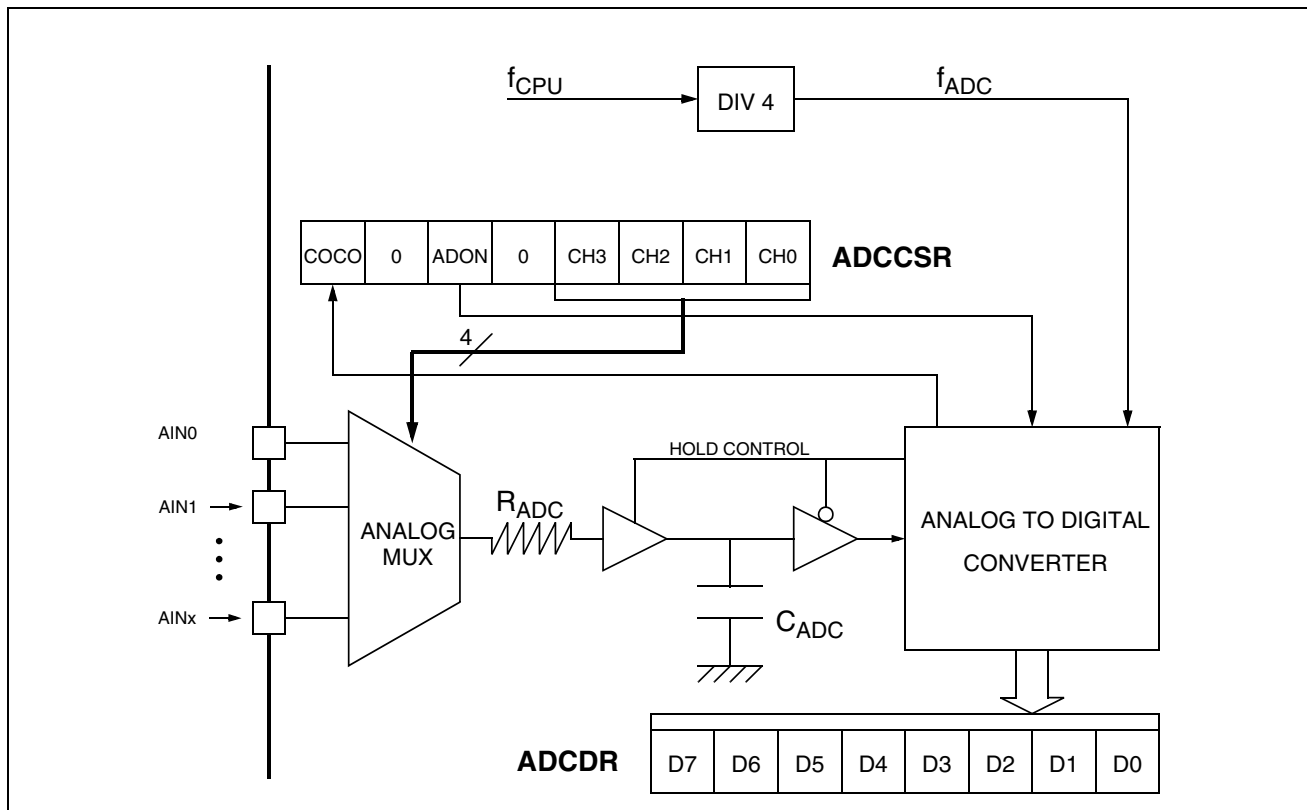 fCPU
DIV 4
fADC
COCO 0 ADON 0 CH3 CH2 CH1 CH0 ADCCSR
4
AIN0
HOLD CONTROL
AIN1
RADC
ANALOG
MUX
ANALOG TO DIGITAL
CONVERTER
AINx
CADC
ADCDR D7 D6 D5 D4 D3 D2 D1 D0